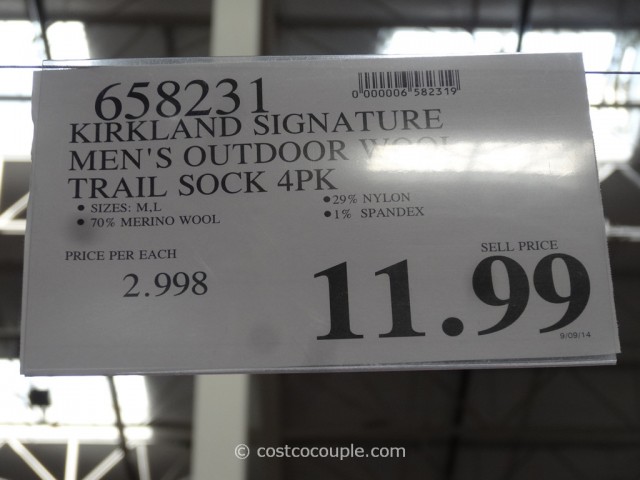 658231
0 000006 582319
KIRKLAND SIGNATURE
MEN'S OUTDOOR WOOL
TRAIL SOCK 4PK
• SIZES: M,L
• 70% MERINO WOOL
• 29% NYLON
• 1% SPANDEX
PRICE PER EACH
2.998
SELL PRICE
11.99
9/09/14
© costcocouple.com